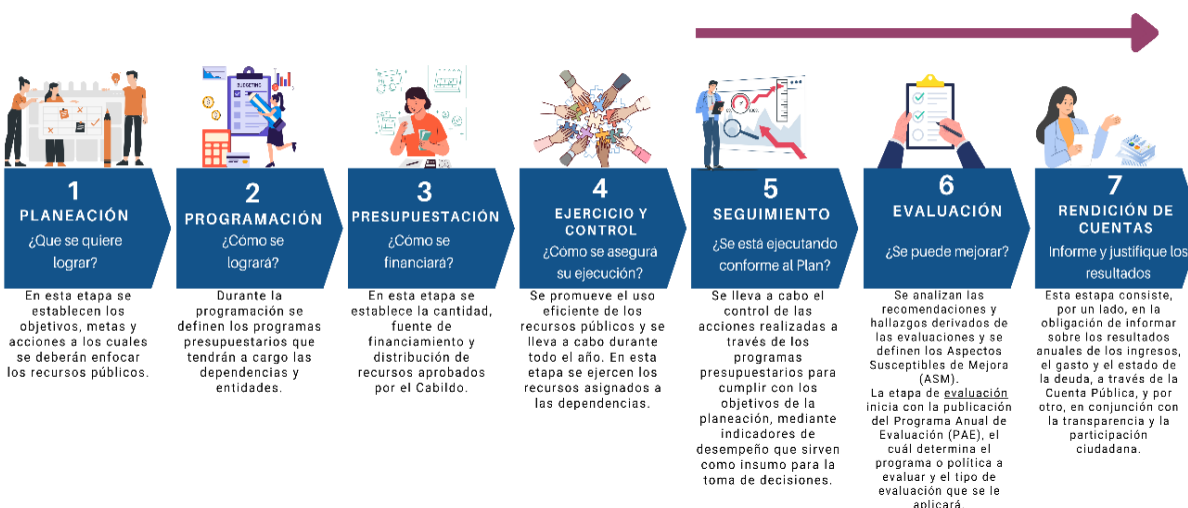 BUDGETING
1
PLANEACIÓN
¿Que se quiere
lograr?
En esta etapa se
establecen los
objetivos, metas y
acciones a los cuales
se deberán enfocar
los recursos públicos.
2
PROGRAMACIÓN
¿Cómo se
logrará?
Durante la
programación se
definen los programas
presupuestarios que
tendrán a cargo las
dependencias y
entidades.
3
PRESUPUESTACIÓN
¿Cómo se
financiará?
En esta etapa se
establece la cantidad,
fuente de
financiamiento y
distribución de
recursos aprobados
por el Cabildo.
4
EJERCICIO Y
CONTROL
¿Cómo se asegurá
su ejecución?
Se promueve el uso
eficiente de los
recursos públicos y se
lleva a cabo durante
todo el año. En esta
etapa se ejercen los
recursos asignados a
las dependencias.
5
SEGUIMIENTO
¿Se está ejecutando
conforme al Plan?
Se lleva a cabo el
control de las
acciones realizadas a
través de los
programas
presupuestarios para
cumplir con los
objetivos de la
planeación, mediante
indicadores de
desempeño que sirven
como insumo para la
toma de decisiones.
6
EVALUACIÓN
¿Se puede mejorar?
Se analizan las
recomendaciones y
hallazgos derivados de
las evaluaciones y se
definen los Aspectos
Susceptibles de Mejora
(ASM).
La etapa de evaluación
inicia con la publicación
del Programa Anual de
Evaluación (PAE), el
cuál determina el
programa o política a
evaluar y el tipo de
evaluación que se le
aplicará.
7
RENDICIÓN DE
CUENTAS
Informe y justifique los
resultados
Esta estapa consiste,
por un lado, en la
obligación de informar
sobre los resultados
anuales de los ingresos,
el gasto y el estado de
la deuda, a través de la
Cuenta Pública, y por
otro, en conjunción con
la transparencia y la
participación
ciudadana.